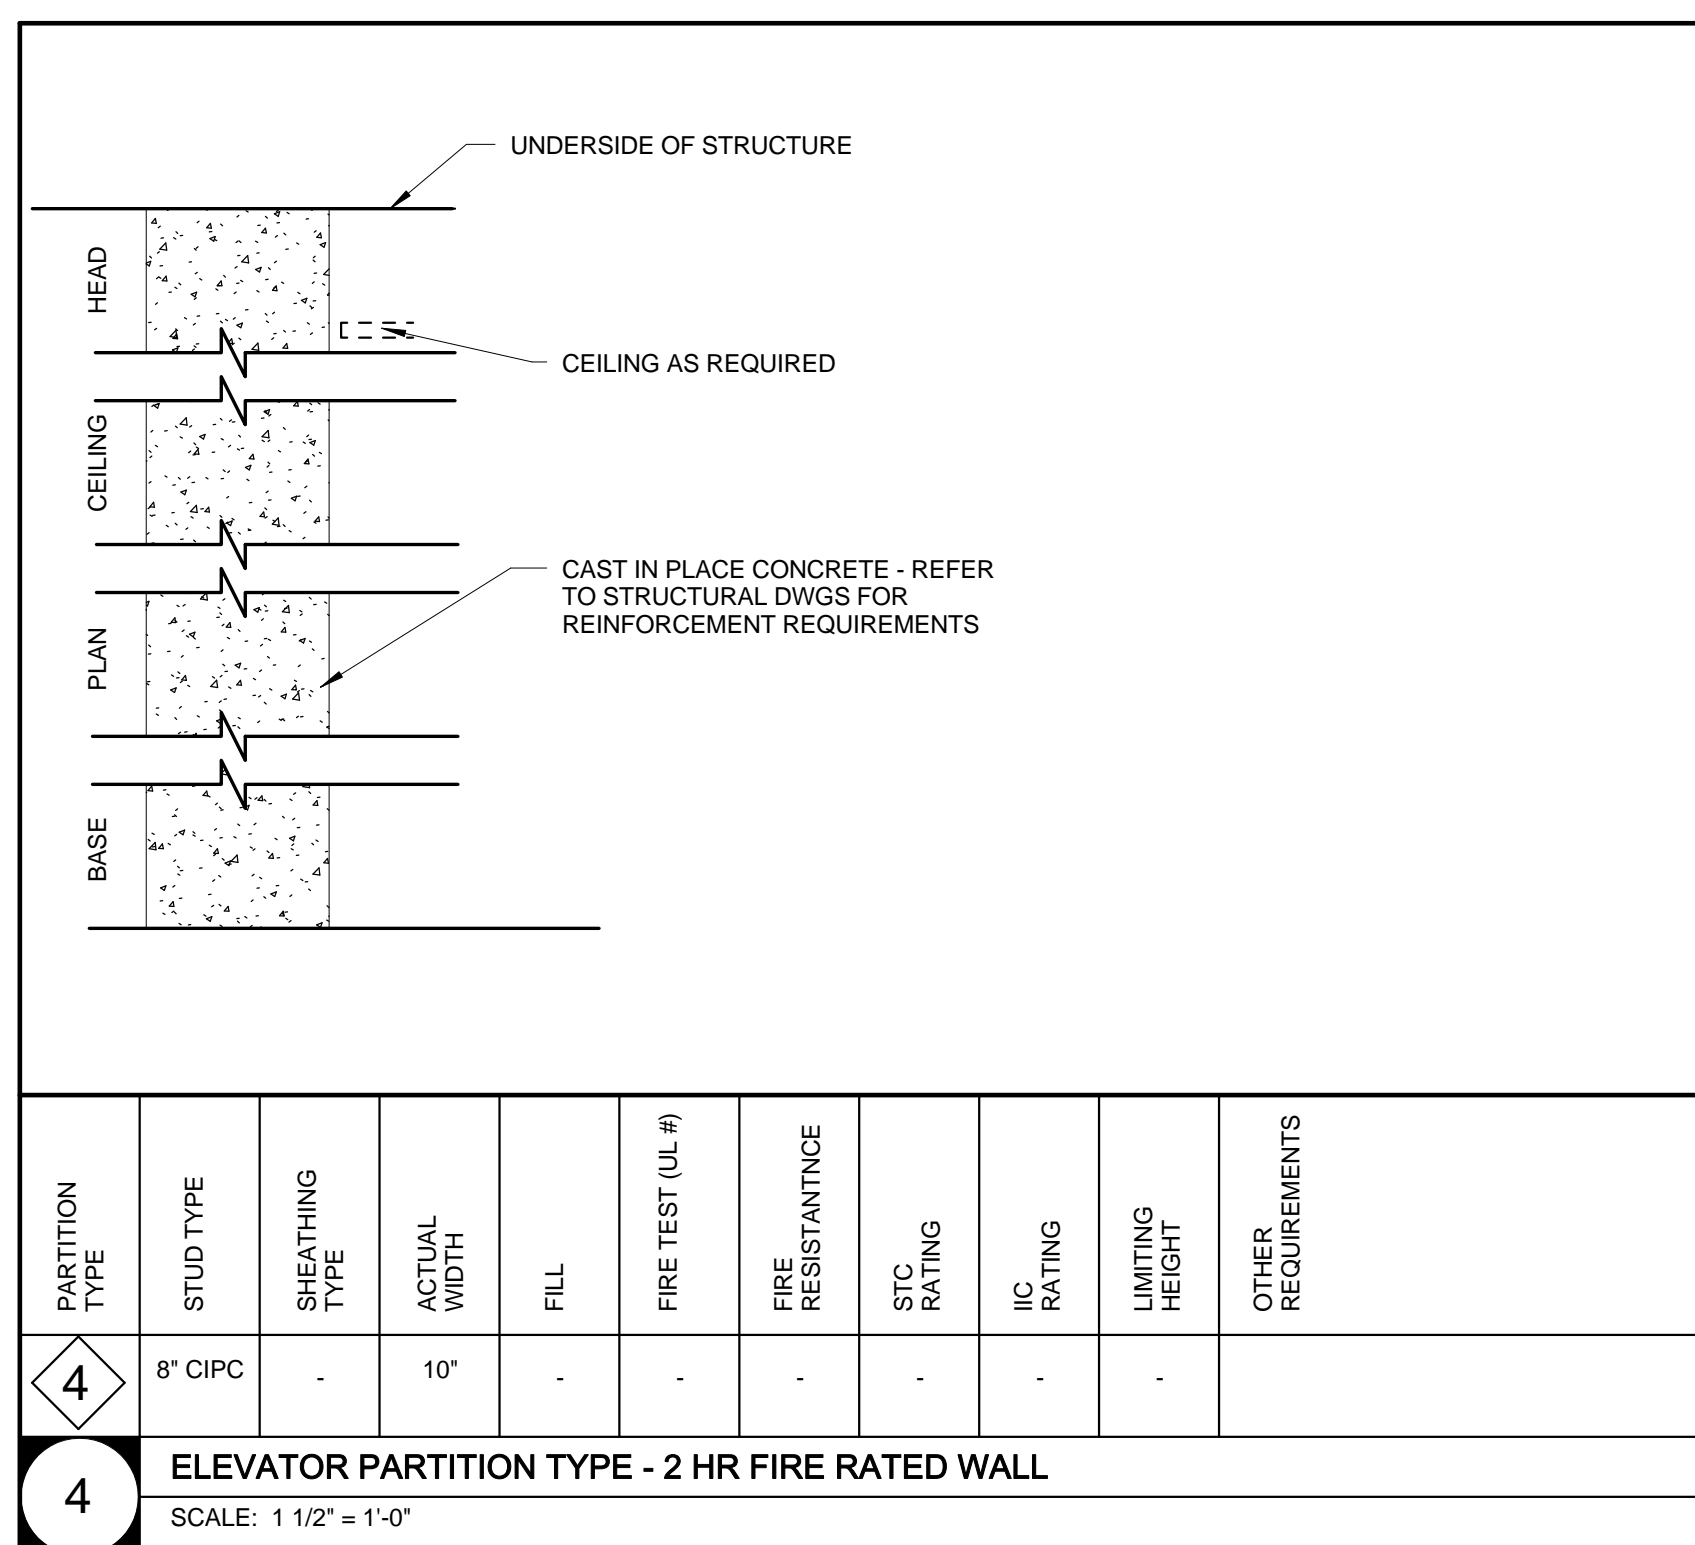 UNDERSIDE OF STRUCTURE
HEAD
CEILING AS REQUIRED
CEILING
CAST IN PLACE CONCRETE - REFER
TO STRUCTURAL DWGS FOR
REINFORCEMENT REQUIREMENTS
PLAN
BASE
PARTITION
TYPE
STUD TYPE
SHEATHING
TYPE
ACTUAL
WIDTH
FILL
FIRE TEST (UL #)
FIRE
RESISTANTNCE
STC
RATING
IIC
RATING
LIMITING
HEIGHT
OTHER
REQUIREMENTS
4
8" CIPC
-
10"
-
-
-
-
-
-
4
ELEVATOR PARTITION TYPE - 2 HR FIRE RATED WALL
SCALE: 1 1/2" = 1'-0"